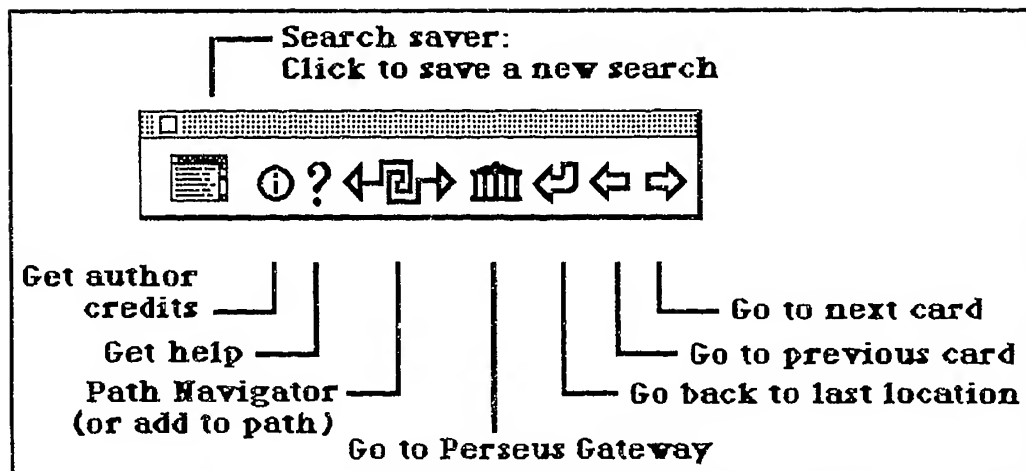 Search saver:
Click to save a new search
i ?
Get author
credits
Get help
Path Navigator
(or add to path)
Go to Perseus Gateway
Go to next card
Go to previous card
Go back to last location